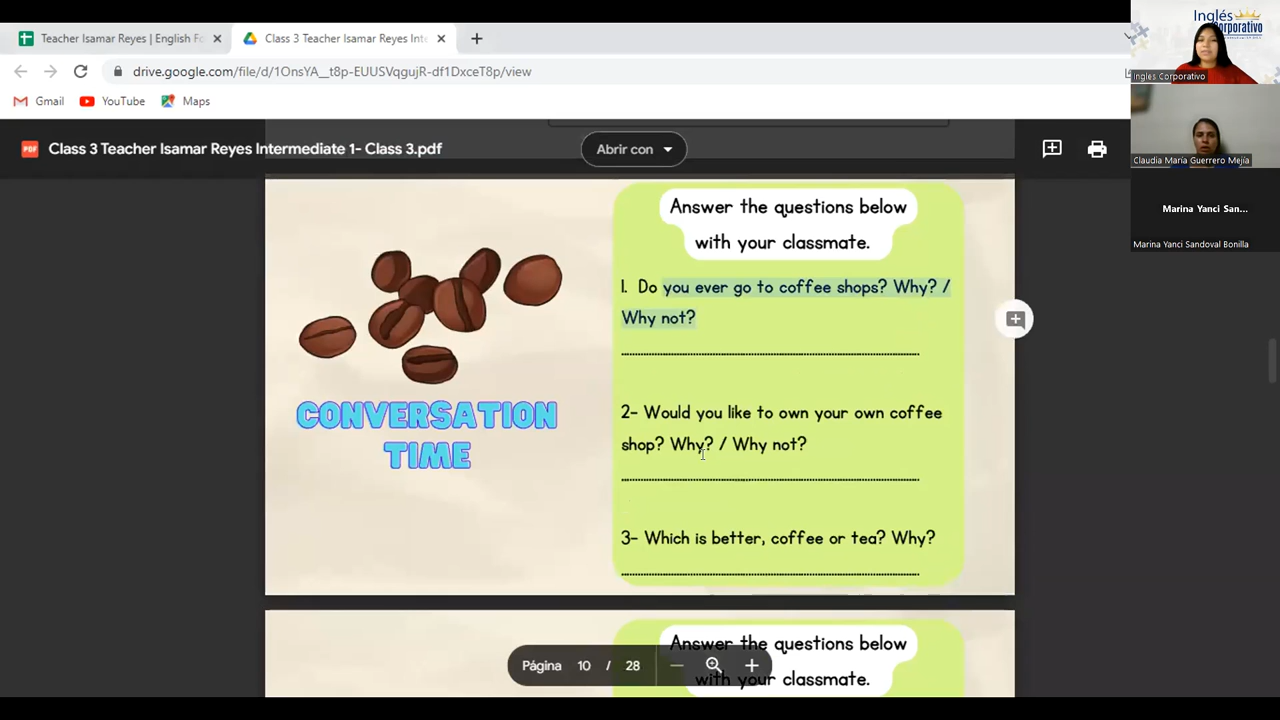 Teacher Isamar Reyes | English Fo
Class 3 Teacher Isamar Reyes Inte
drive.google.com/file/d/1OnsYA__t8p-EUUSVqgujR-df1DxceT8p/view
Gmail YouTube Maps
PDF Class 3 Teacher Isamar Reyes Intermediate 1- Class 3.pdf
Abrir con
Answer the questions below
with your classmate.
1. Do you ever go to coffee shops? Why? /
Why not?
2- Would you like to own your own coffee
shop? Why? / Why not?
3- Which is better, coffee or tea? Why?
CONVERSATION
TIME
Answer the questions below
with your classmate.
Página 10 / 28
Inglés
Corporativo
Ingles Corporativo
Claudia María Guerrero Mejía
Marina Yanci San...
Marina Yanci Sandoval Bonilla